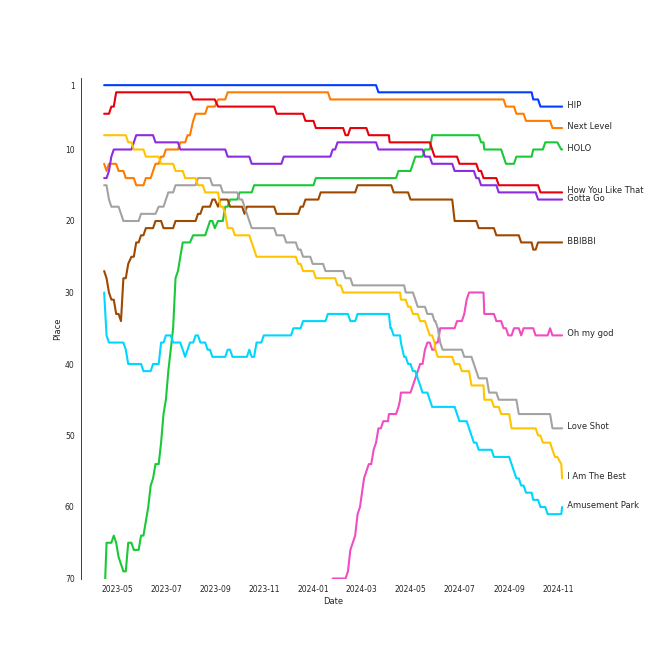 1
HIP
Next Level
HOLO
10
How You Like That
Gotta Go
20
BBIBBI
30
Oh my god
Place
40
Love Shot
50
I Am The Best
Amusement Park
60
70
2023-05 2023-07 2023-09 2023-11 2024-01 2024-03 2024-05 2024-07 2024-09 2024-11
Date